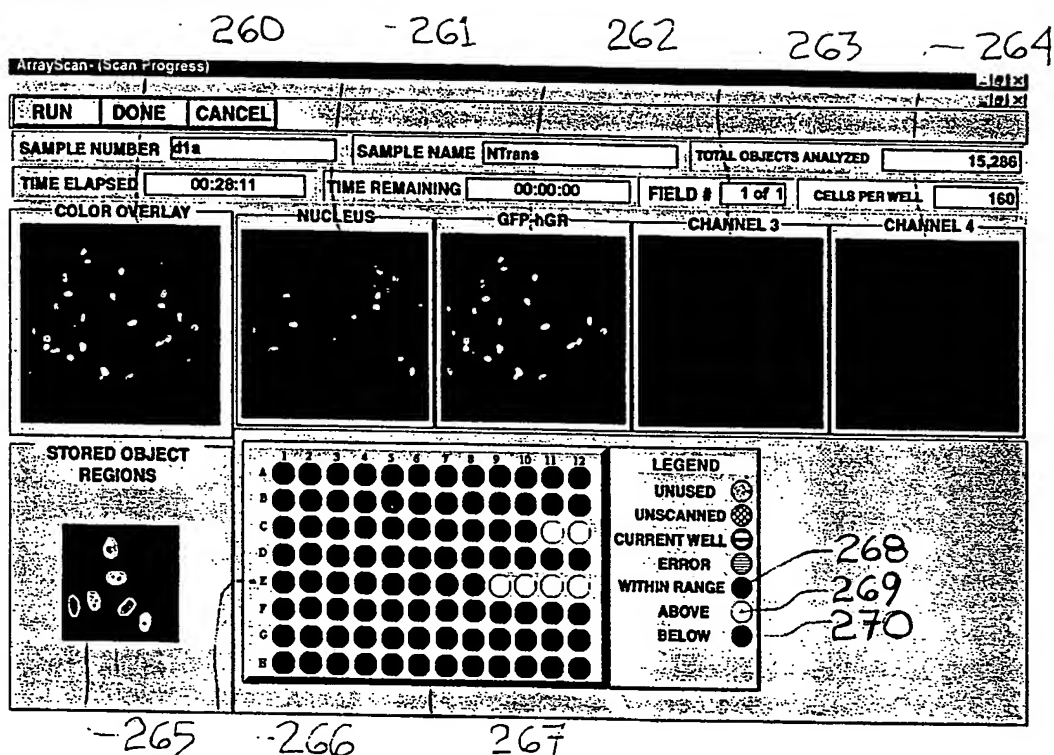 260 261 262 263 264
ArrayScan- (Scan Progress)
RUN DONE CANCEL
SAMPLE NUMBER d1a SAMPLE NAME NTrans TOTAL OBJECTS ANALYZED 15,286
TIME ELAPSED 00:28:11 TIME REMAINING 00:00:00 FIELD # 1 of 1 CELLS PER WELL 160
COLOR OVERLAY NUCLEUS GFP-hGR CHANNEL 3 CHANNEL 4
STORED OBJECT
REGIONS
1 2 3 4 5 6 7 8 9 10 11 12
A
B
C
D
E
F
G
H
LEGEND
UNUSED
UNSCANNED
CURRENT WELL
ERROR
WITHIN RANGE 268
ABOVE 269
BELOW 270
265 266 267